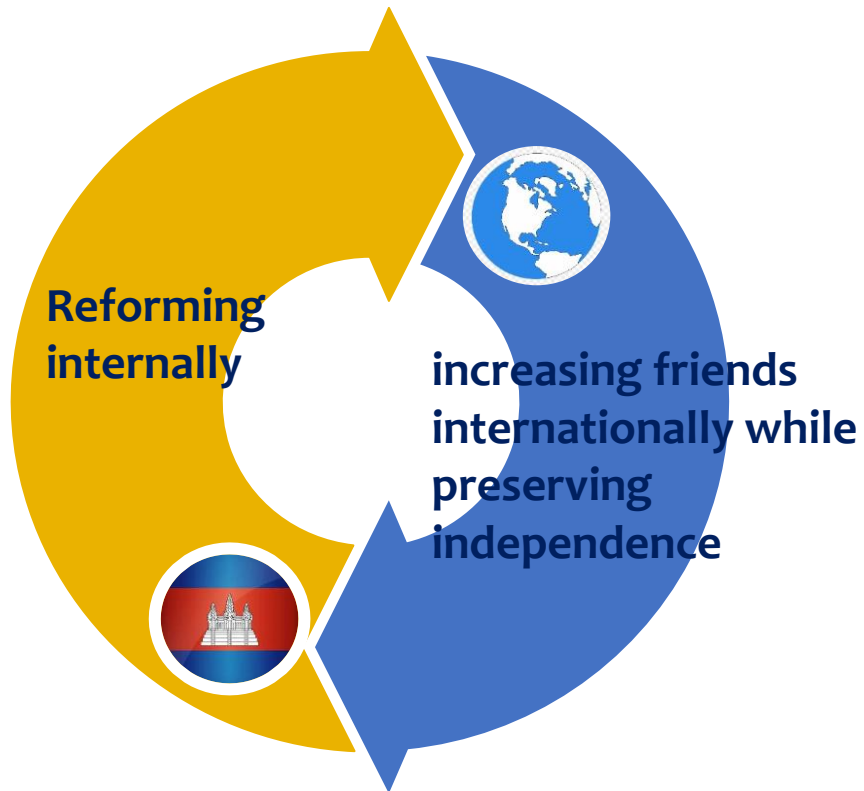 Reforming
internally
increasing friends
internationally while
preserving
independence